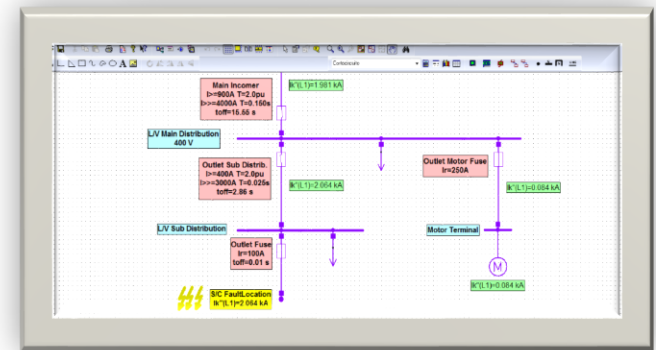 Main Incomer
I>=900A T=2.0pu
I>>=4000A T=0.150s
toff=15.55 s
Ik"(L1)=1.981 kA
L/V Main Distribution
400 V
Outlet Sub Distrib.
I>=400A T=2.0pu
I>>=3000A T=0.025s
toff=2.86 s
Ik"(L1)=2.064 kA
Outlet Motor Fuse
Ir=250A
Ik"(L1)=0.084 kA
L/V Sub Distribution
Motor Terminal
Outlet Fuse
Ir=100A
toff=0.01 s
M
Ik"(L1)=0.084 kA
S/C FaultLocation
Ik"(L1)=2.064 kA